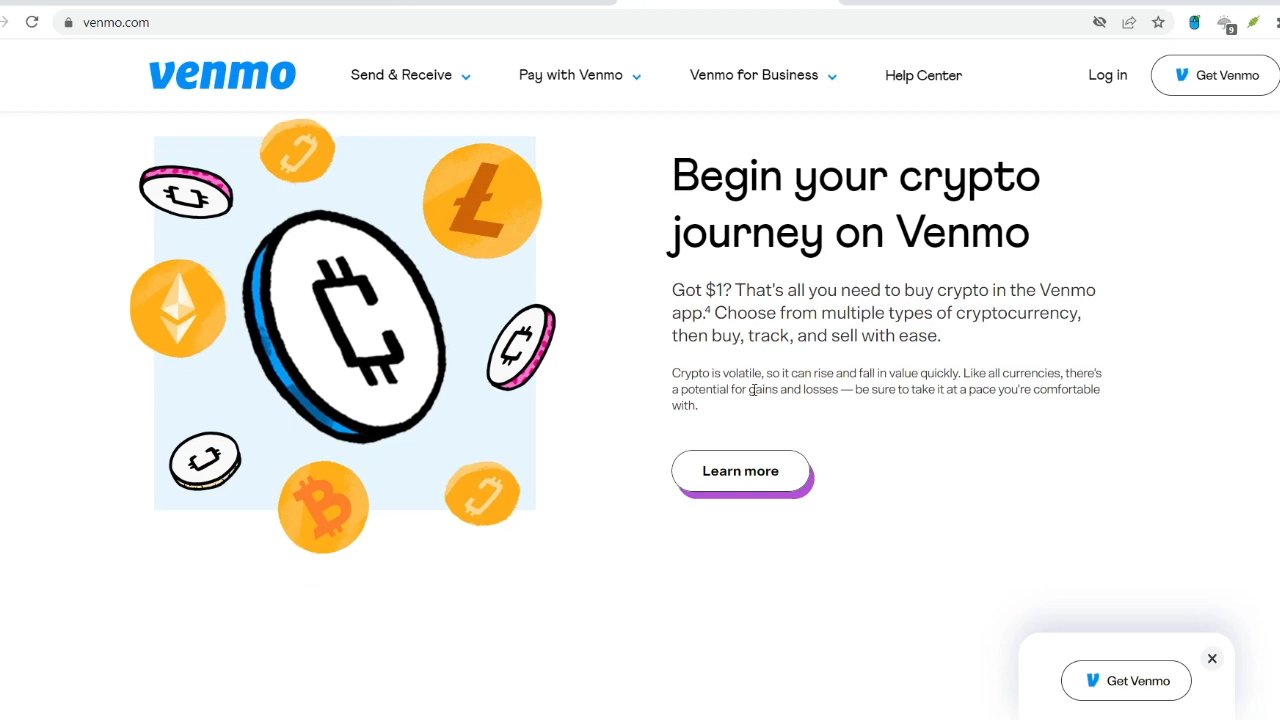 venmo.com
9
venmo
Send & Receive
Pay with Venmo
Venmo for Business
Help Center
Log in
Get Venmo
Begin your crypto
journey on Venmo
Got $1? That's all you need to buy crypto in the Venmo
app.⁴ Choose from multiple types of cryptocurrency,
then buy, track, and sell with ease.
Crypto is volatile, so it can rise and fall in value quickly. Like all currencies, there's
a potential for gains and losses — be sure to take it at a pace you're comfortable
with.
Learn more
Get Venmo